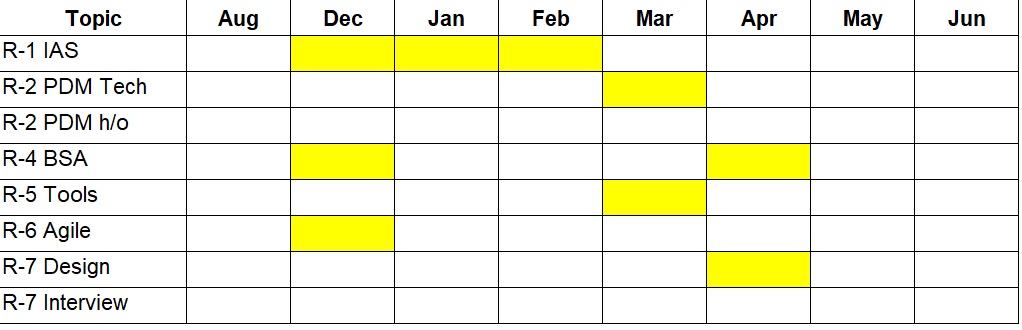 Topic Aug Dec Jan Feb Mar Apr May Jun
R-1 IAS
R-2 PDM Tech
R-2 PDM h/o
R-4 BSA
R-5 Tools
R-6 Agile
R-7 Design
R-7 Interview